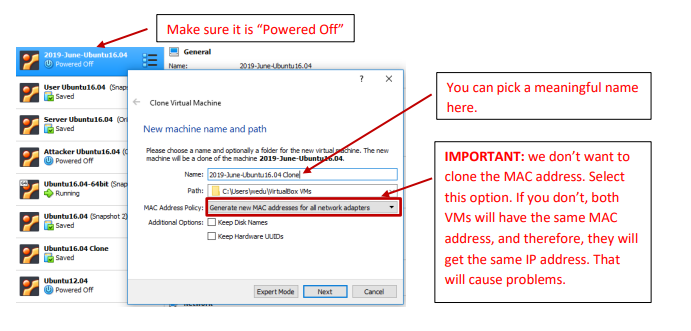 Make sure it is “Powered Off”
2019-June-Ubuntu16.04
Powered Off
User Ubuntu16.04 (Snaps
Saved
Server Ubuntu16.04 (Ori
Saved
Attacker Ubuntu16.04 (C
Powered Off
Ubuntu16.04-64bit (Snap
Running
Ubuntu16.04 (Snapshot 2)
Saved
Ubuntu16.04 Clone
Saved
Ubuntu12.04
Powered Off
General
Name: 2019-June-Ubuntu16.04
? ×
← Clone Virtual Machine
New machine name and path
Please choose a name and optionally a folder for the new virtual machine. The new
machine will be a clone of the machine 2019-June-Ubuntu16.04.
Name: 2019-June-Ubuntu16.04 Clone
Path: C:\Users\wedu\VirtualBox VMs
MAC Address Policy: Generate new MAC addresses for all network adapters
Additional Options: Keep Disk Names
Keep Hardware UUIDs
Expert Mode Next Cancel
Network
You can pick a meaningful name
here.
IMPORTANT: we don’t want to
clone the MAC address. Select
this option. If you don’t, both
VMs will have the same MAC
address, and therefore, they will
get the same IP address. That
will cause problems.